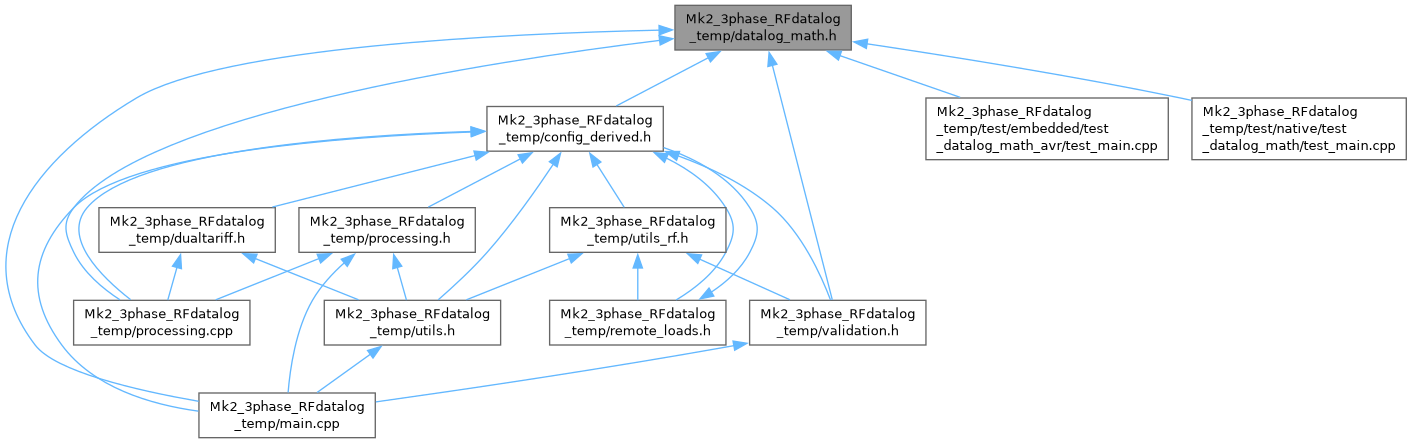 Mk2_3phase_RFdatalog
_temp/datalog_math.h
Mk2_3phase_RFdatalog
_temp/config_derived.h
Mk2_3phase_RFdatalog
_temp/test/embedded/test
_datalog_math_avr/test_main.cpp
Mk2_3phase_RFdatalog
_temp/test/native/test
_datalog_math/test_main.cpp
Mk2_3phase_RFdatalog
_temp/dualtariff.h
Mk2_3phase_RFdatalog
_temp/processing.h
Mk2_3phase_RFdatalog
_temp/utils_rf.h
Mk2_3phase_RFdatalog
_temp/processing.cpp
Mk2_3phase_RFdatalog
_temp/utils.h
Mk2_3phase_RFdatalog
_temp/remote_loads.h
Mk2_3phase_RFdatalog
_temp/validation.h
Mk2_3phase_RFdatalog
_temp/main.cpp